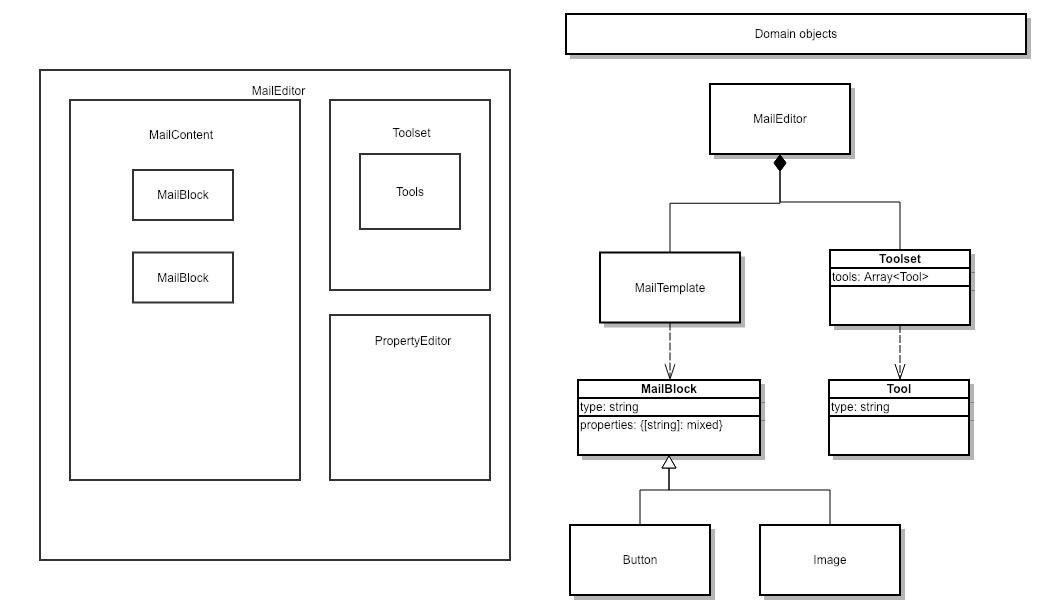 MailEditor
MailContent
MailBlock
MailBlock
Toolset
Tools
PropertyEditor
Domain objects
MailEditor
MailTemplate
Toolset
tools: Array<Tool>
MailBlock
type: string
properties: {[string]: mixed}
Tool
type: string
Button
Image